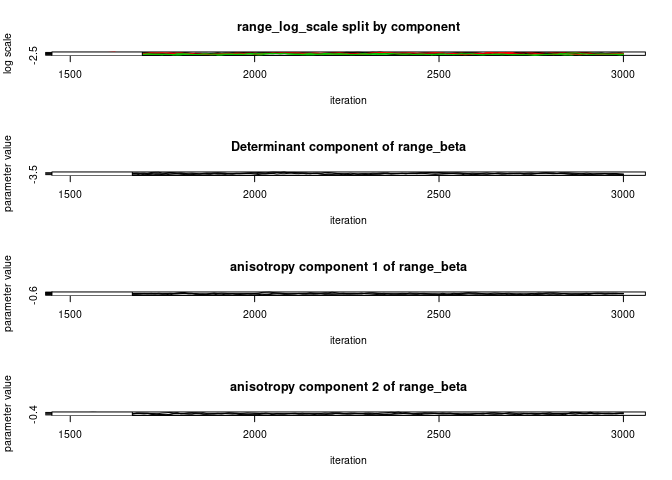 range_log_scale split by component
log scale
-2.5
1500 2000 2500 3000
iteration
Determinant component of range_beta
parameter value
-3.5
1500 2000 2500 3000
iteration
anisotropy component 1 of range_beta
parameter value
-0.6
1500 2000 2500 3000
iteration
anisotropy component 2 of range_beta
parameter value
-0.4
1500 2000 2500 3000
iteration